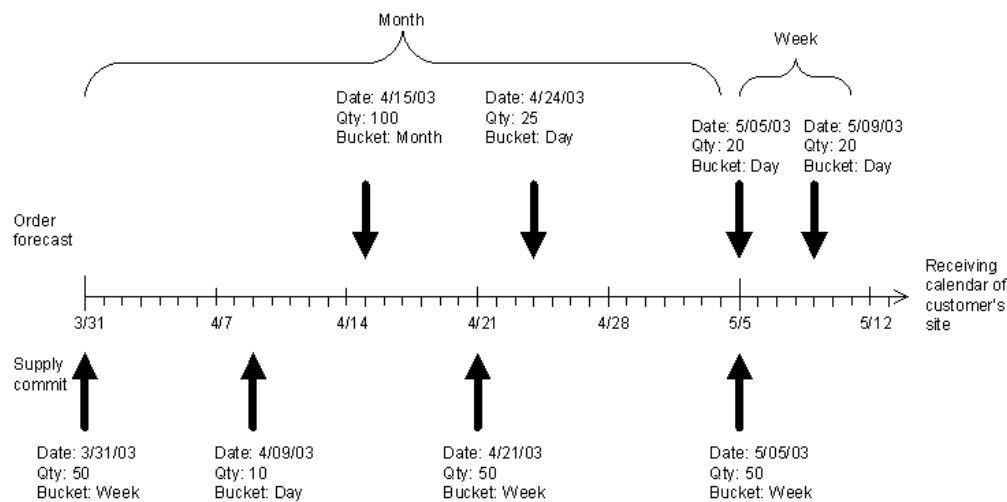 Month
Week
Date: 4/15/03
Qty: 100
Bucket: Month
Date: 4/24/03
Qty: 25
Bucket: Day
Date: 5/05/03
Qty: 20
Bucket: Day
Date: 5/09/03
Qty: 20
Bucket: Day
Order
forecast
Receiving
calendar of
customer's
site
3/31
4/7
4/14
4/21
4/28
5/5
5/12
Supply
commit
Date: 3/31/03
Qty: 50
Bucket: Week
Date: 4/09/03
Qty: 10
Bucket: Day
Date: 4/21/03
Qty: 50
Bucket: Week
Date: 5/05/03
Qty: 50
Bucket: Week